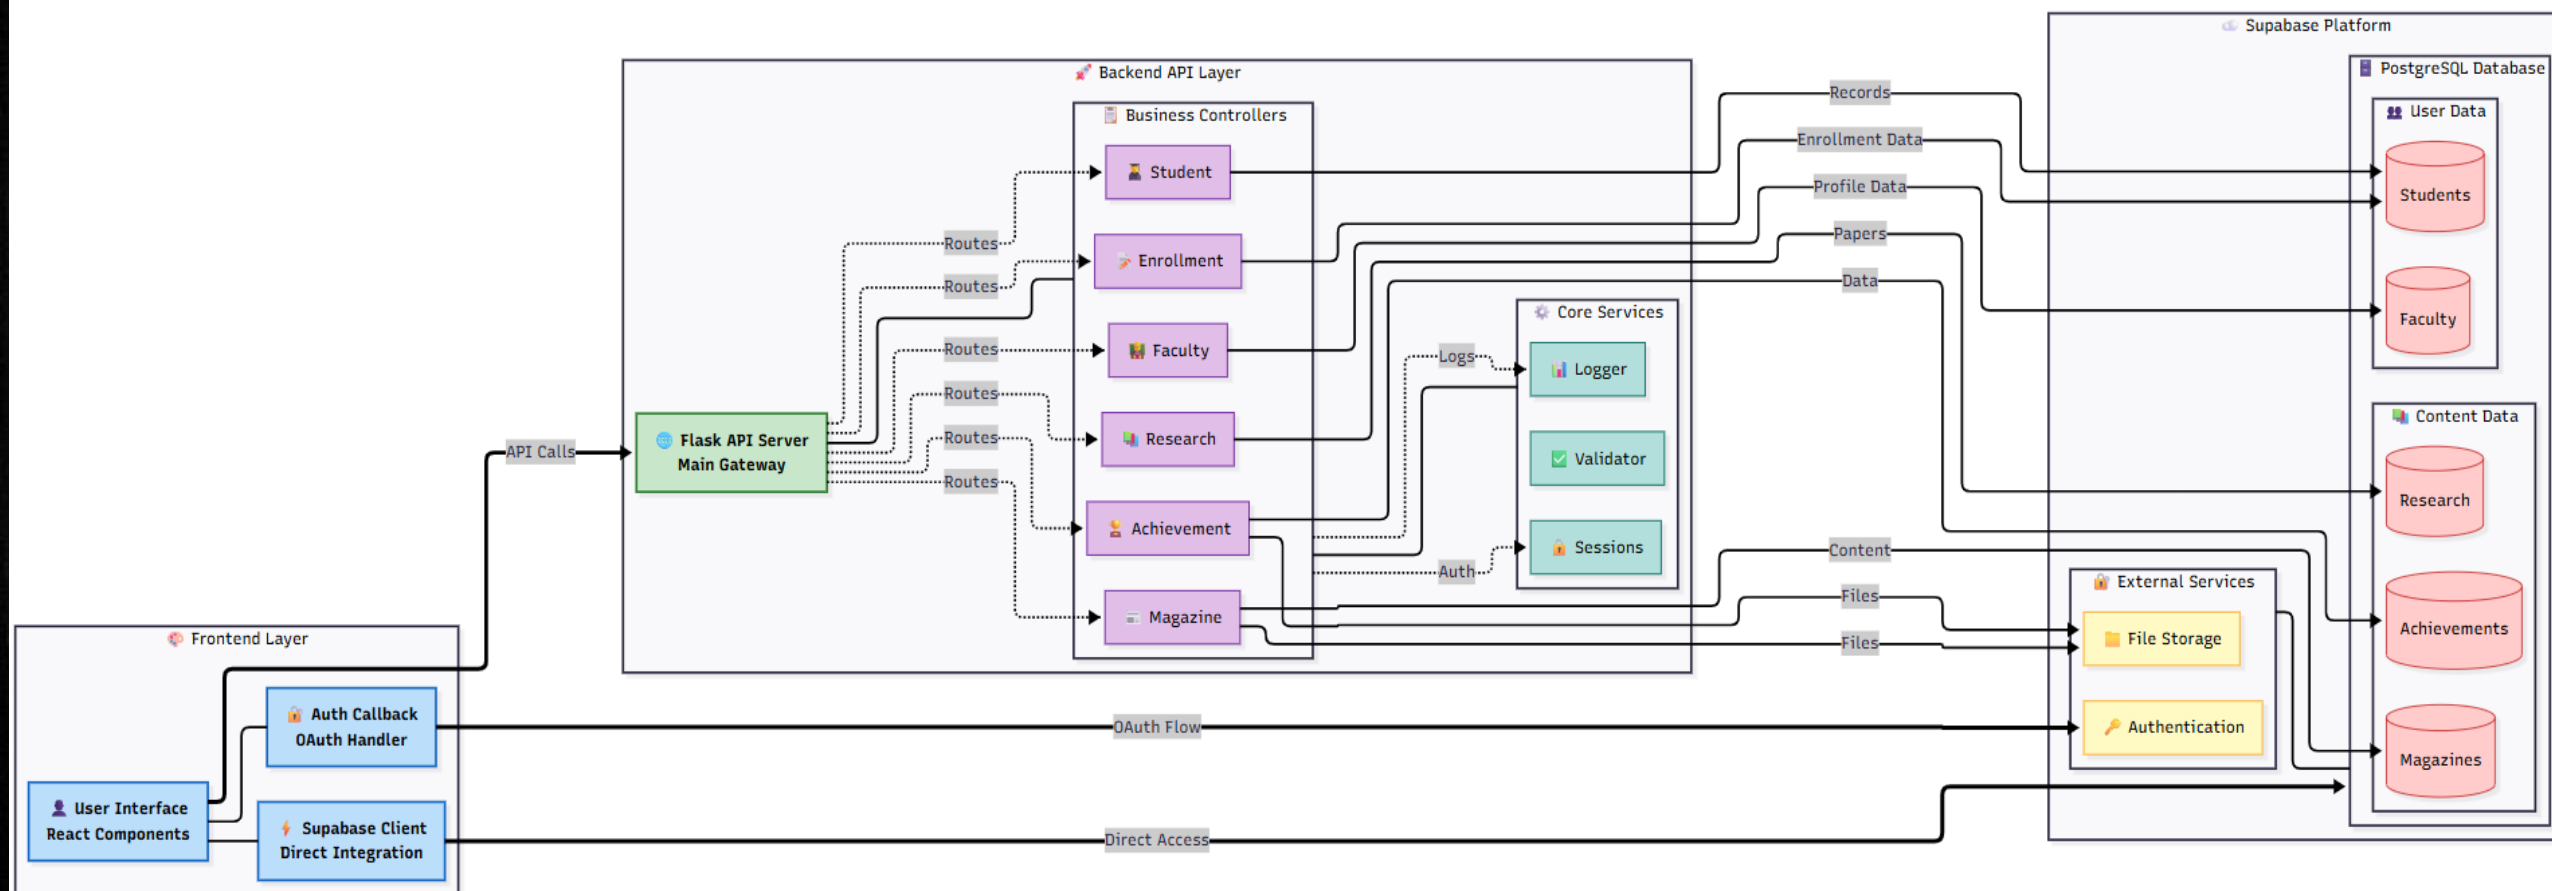 Supabase Platform
PostgreSQL Database
User Data
Students
Faculty
Content Data
Research
Achievements
Magazines
External Services
File Storage
Authentication
Backend API Layer
Business Controllers
Student
Enrollment
Faculty
Research
Achievement
Magazine
Core Services
Logger
Validator
Sessions
Flask API Server
Main Gateway
Routes
Routes
Routes
Routes
Routes
Routes
Logs
Auth
Records
Enrollment Data
Profile Data
Papers
Data
Content
Files
Files
API Calls
OAuth Flow
Direct Access
Frontend Layer
Auth Callback
OAuth Handler
User Interface
React Components
Supabase Client
Direct Integration